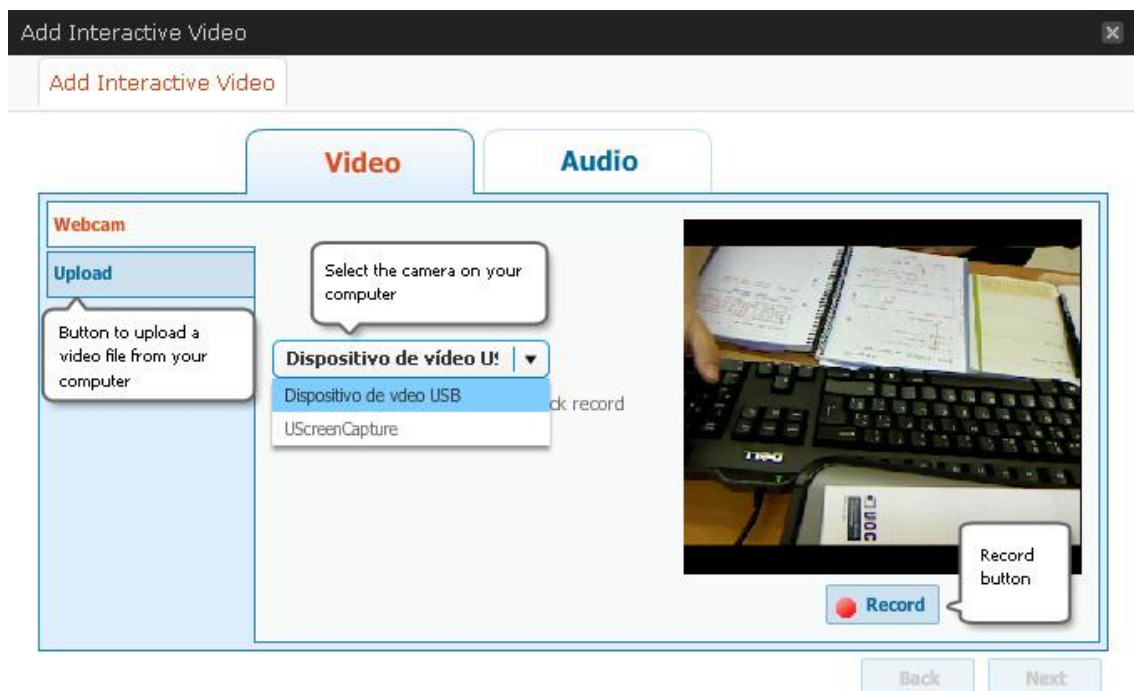 Add Interactive Video
Add Interactive Video
Video
Audio
Webcam
Upload
Button to upload a
video file from your
computer
Select the camera on your
computer
Dispositivo de vídeo U
Dispositivo de vdeo USB
UScreenCapture
ck record
DELL
UOC
Record
button
Record
Back
Next